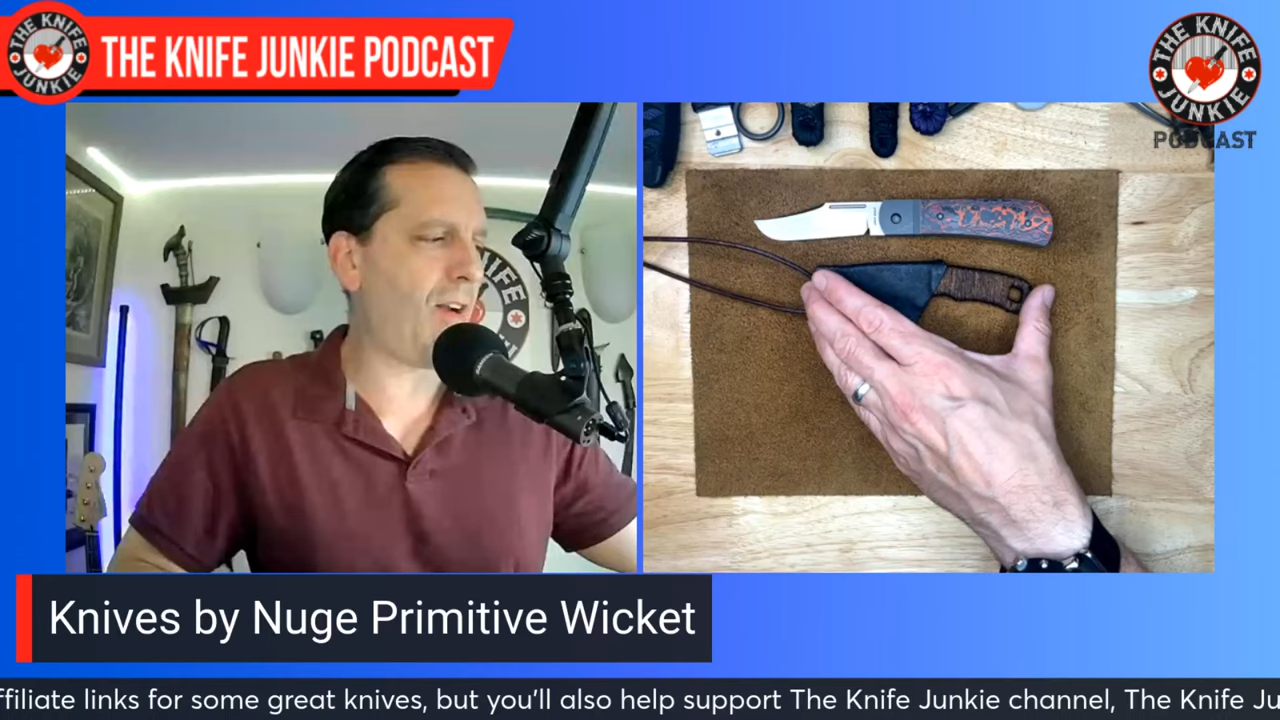 THE KNIFE JUNKIE
THE KNIFE JUNKIE PODCAST
THE KNIFE JUNKIE
PODCAST
KNIFE
Knives by Nuge Primitive Wicket
ffiliate links for some great knives, but you'll also help support The Knife Junkie channel, The Knife Ju